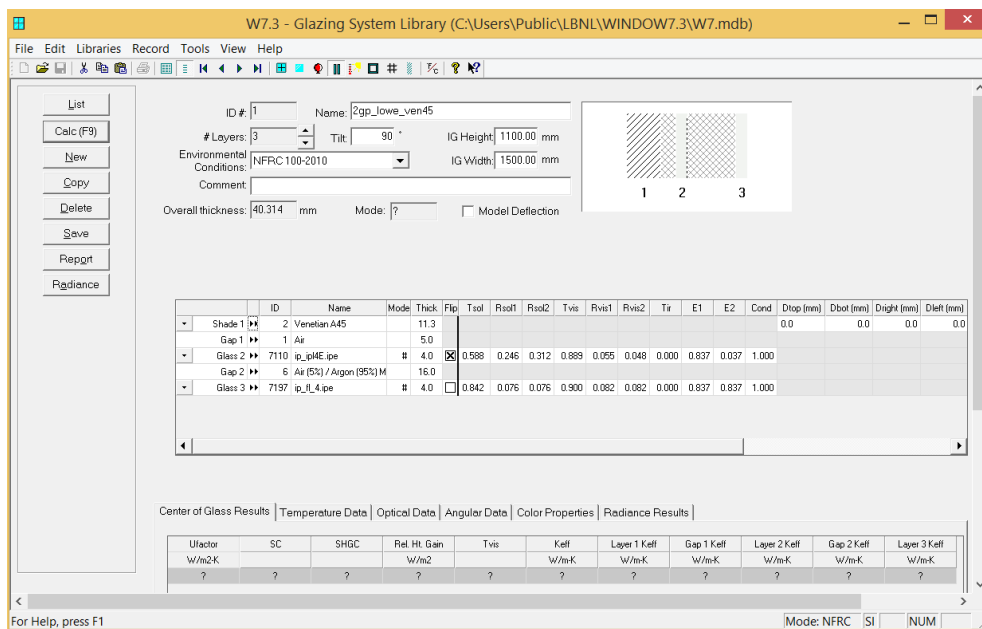 W7.3 - Glazing System Library (C:\Users\Public\LBNL\WINDOW7.3\W7.mdb)
File Edit Libraries Record Tools View Help
List
Calc (F9)
New
Copy
Delete
Save
Report
Radiance
ID #: 1 Name: 2gp_lowe_ven45
# Layers: 3 Tilt: 90 ° IG Height: 1100.00 mm
Environmental Conditions: NFRC 100-2010 IG Width: 1500.00 mm
Comment:
Overall thickness: 40.314 mm Mode: ? Model Deflection
1 2 3
ID Name Mode Thick Flip Tsol Rsol1 Rsol2 Tvis Rvis1 Rvis2 Tir E1 E2 Cond Dtop (mm) Dbot (mm) Dright (mm) Dleft (mm)
Shade 1 2 Venetian A45 11.3 0.0 0.0 0.0 0.0
Gap 1 1 Air 5.0
Glass 2 7110 ip_ipl4E.ipe # 4.0 0.588 0.246 0.312 0.889 0.055 0.048 0.000 0.837 0.037 1.000
Gap 2 6 Air (5%) / Argon (95%) M 16.0
Glass 3 7197 ip_fl_4.ipe # 4.0 0.842 0.076 0.076 0.900 0.082 0.082 0.000 0.837 0.837 1.000
Center of Glass Results Temperature Data Optical Data Angular Data Color Properties Radiance Results
Ufactor SC SHGC Rel. Ht. Gain Tvis Keff Layer 1 Keff Gap 1 Keff Layer 2 Keff Gap 2 Keff Layer 3 Keff
W/m2-K W/m2 W/m-K W/m-K W/m-K W/m-K W/m-K W/m-K
? ? ? ? ? ? ? ? ? ? ?
For Help, press F1 Mode: NFRC SI NUM